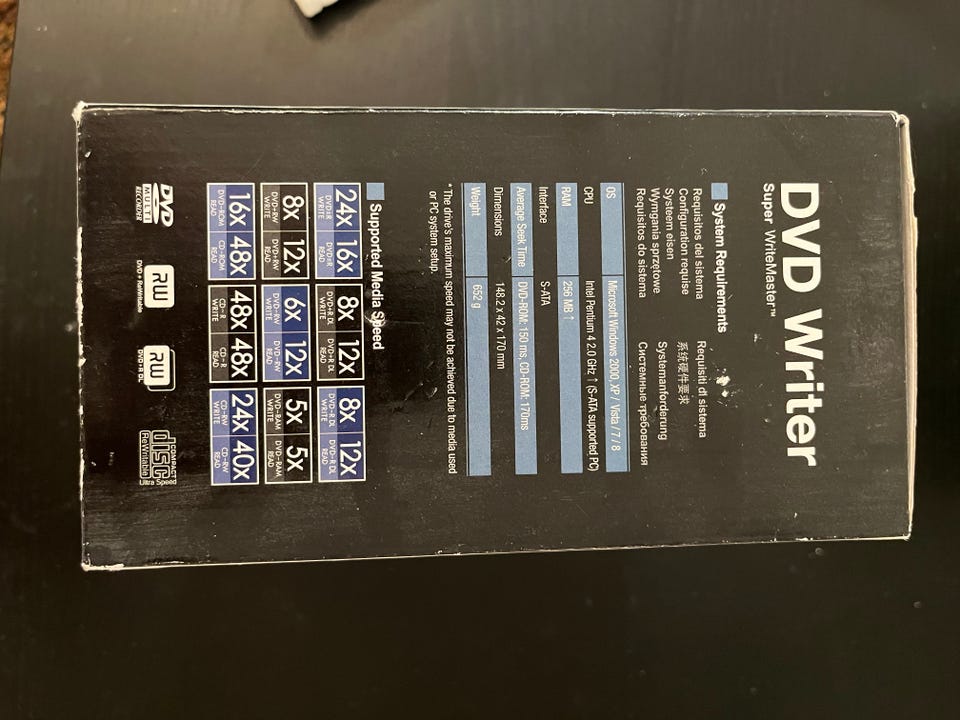 DVD Writer
Super WriteMaster™
System Requirements
Requisitos del sistema
Configuration requise
Systeem eisen
Wymgania sprzętowe
Requisitos do sistema
Requisiti di sistema
系统硬件要求
Systemanforderung
Системные требования
OS Microsoft Windows 2000, XP / Vista / 7 / 8
CPU Intel Pentium 4 2.0 GHz ↑ (S-ATA supported PC)
RAM 256 MB ↑
Interface S-ATA
Average Seek Time DVD-ROM: 150 ms, CD-ROM: 170ms
Dimensions 148.2 x 42 x 170 mm
Weight 652 g
* The drive's maximum speed may not be achieved due to media used
or PC system setup.
Supported Media Speed
24x 16x 8x 12x 8x 12x
DVD±R WRITE DVD±R READ DVD+R DL WRITE DVD+R DL READ DVD-R DL WRITE DVD-R DL READ
8x 12x 6x 12x 5x 5x
DVD+RW WRITE DVD+RW READ DVD-RW WRITE DVD-RW READ DVD-RAM WRITE DVD-RAM READ
16x 48x 48x 48x 24x 40x
DVD-ROM READ CD-ROM READ CD-R WRITE CD-R READ CD-RW WRITE CD-RW READ
DVD MULTI RECORDER
RW DVD+ReWritable
RW DVD+R DL
COMPACT disc ReWritable Ultra Speed